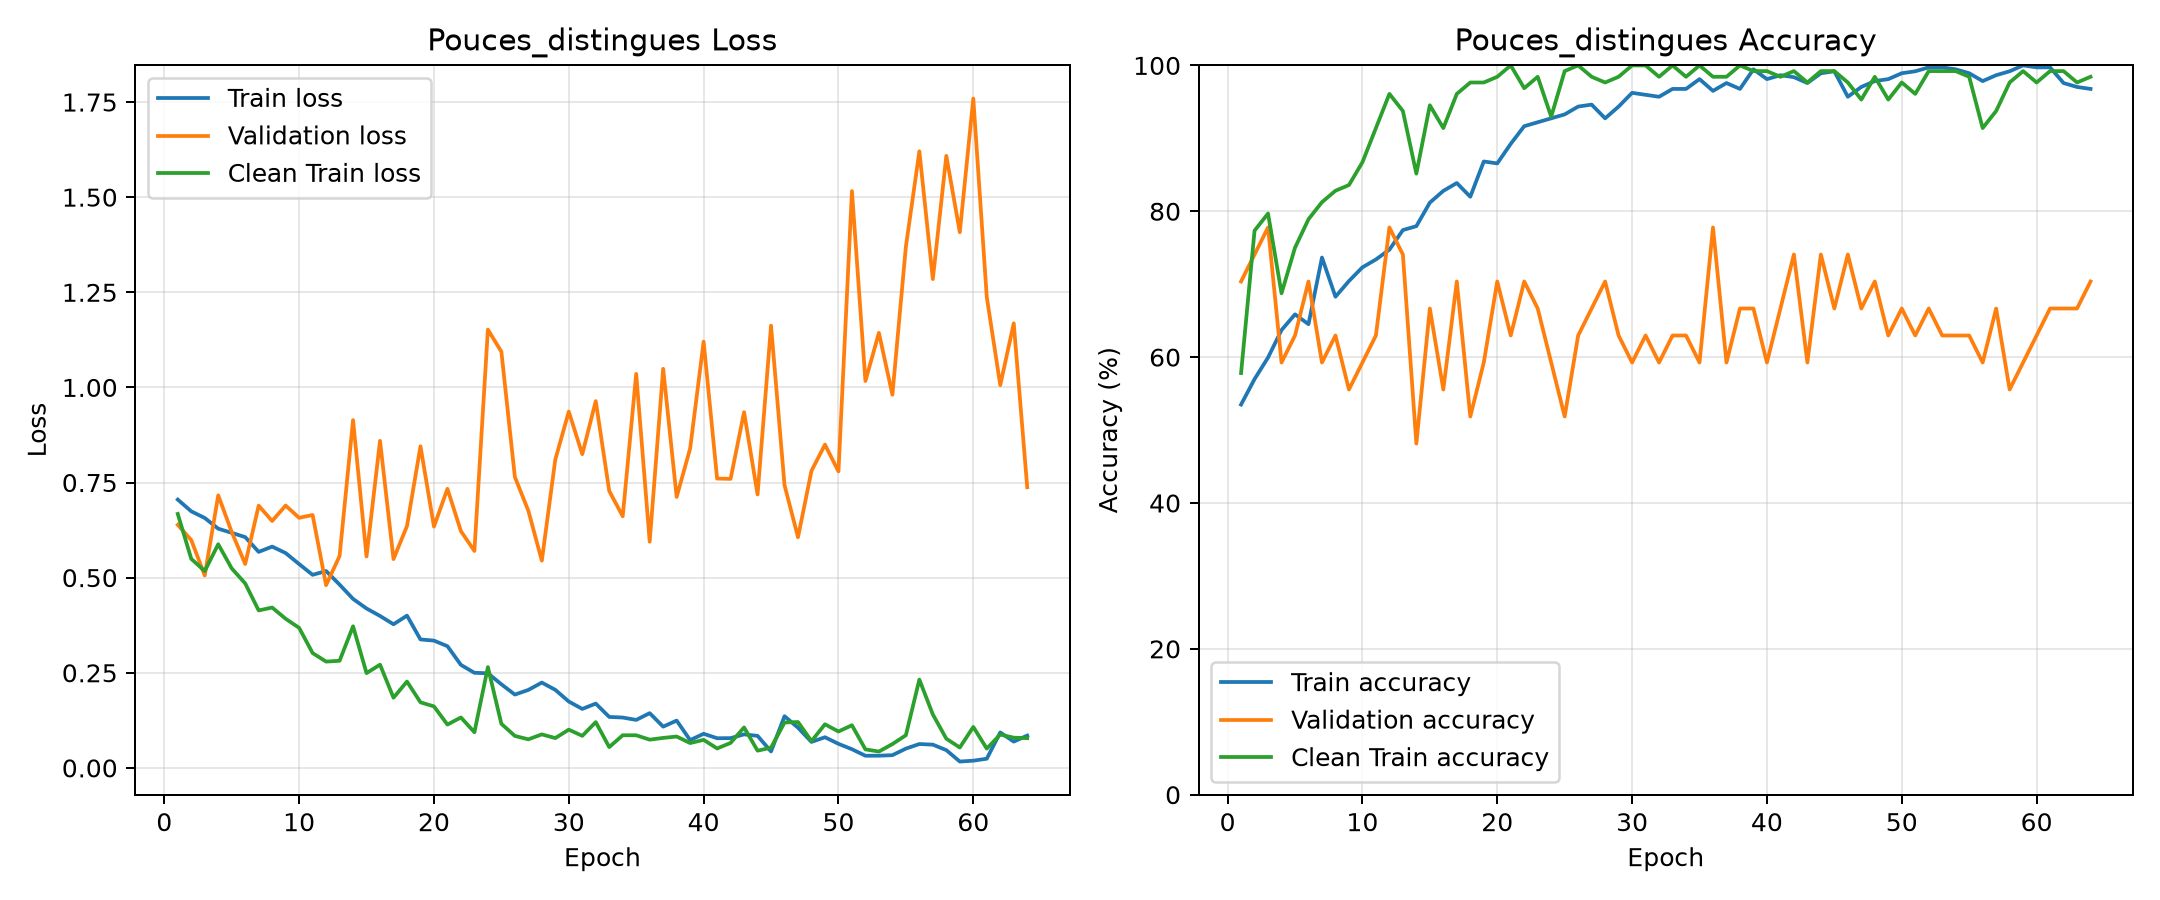 Pouces_distingues Loss
Train loss
Validation loss
Clean Train loss
1.75
1.50
1.25
1.00
0.75
0.50
0.25
0.00
Loss
0 10 20 30 40 50 60
Epoch
Pouces_distingues Accuracy
100
80
60
40
20
0
Accuracy (%)
Train accuracy
Validation accuracy
Clean Train accuracy
0 10 20 30 40 50 60
Epoch